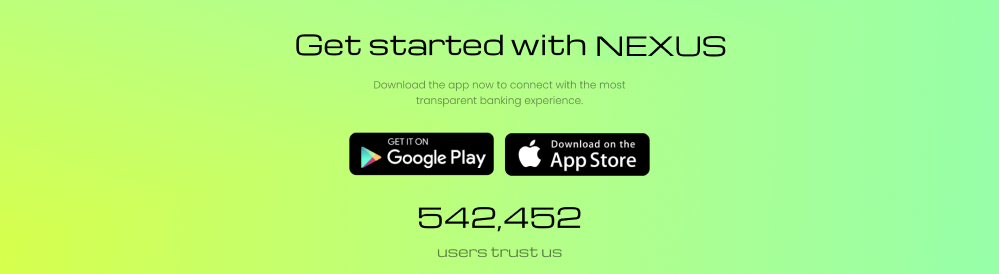 Get started with NEXUS
Download the app now to connect with the most
transparent banking experience.
GET IT ON
Google Play
Download on the
App Store
542,452
users trust us